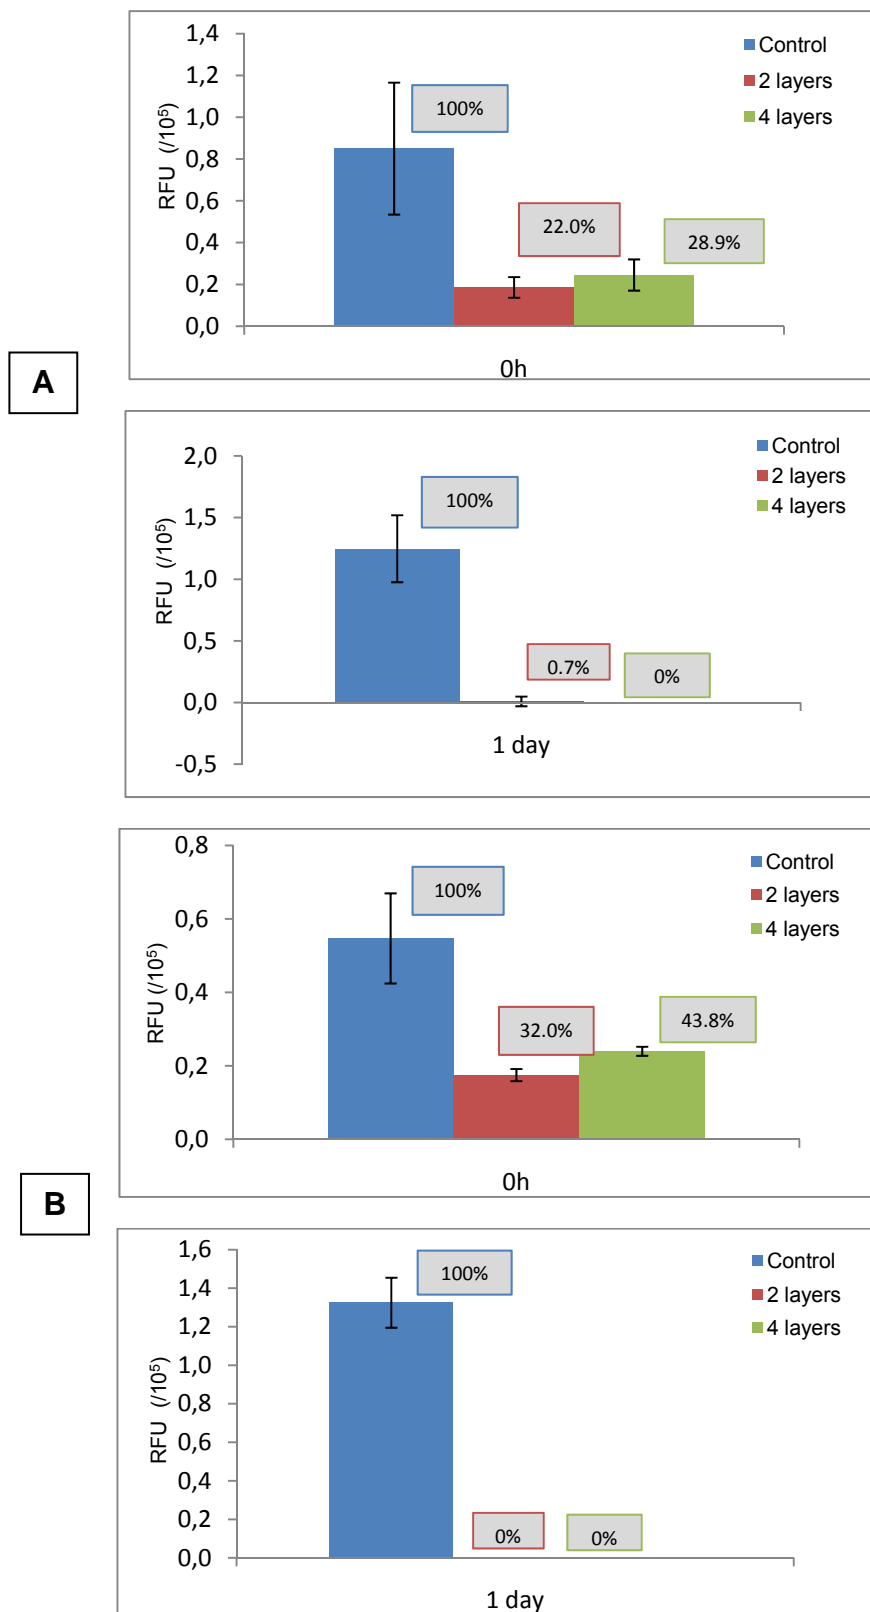 1,4
1,2
1,0
0,8
0,6
0,4
0,2
0,0
RFU (/10⁵)
Control
2 layers
4 layers
100%
22.0%
28.9%
0h
A
2,0
1,5
1,0
0,5
0,0
-0,5
RFU (/10⁵)
Control
2 layers
4 layers
100%
0.7%
0%
1 day
0,8
0,6
0,4
0,2
0,0
RFU (/10⁵)
Control
2 layers
4 layers
100%
32.0%
43.8%
0h
B
1,6
1,4
1,2
1,0
0,8
0,6
0,4
0,2
0,0
RFU (/10⁵)
Control
2 layers
4 layers
100%
0%
0%
1 day